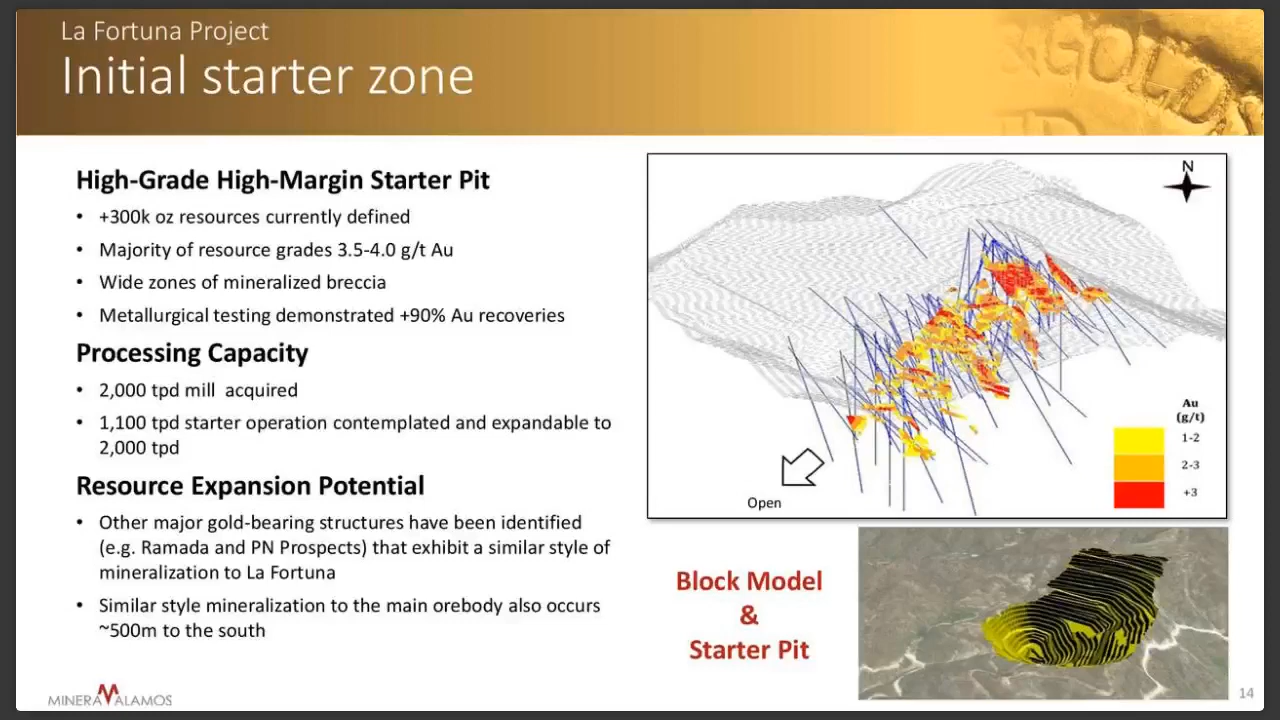 La Fortuna Project
Initial starter zone
High-Grade High-Margin Starter Pit
• +300k oz resources currently defined
• Majority of resource grades 3.5-4.0 g/t Au
• Wide zones of mineralized breccia
• Metallurgical testing demonstrated +90% Au recoveries
Processing Capacity
• 2,000 tpd mill acquired
• 1,100 tpd starter operation contemplated and expandable to
2,000 tpd
Resource Expansion Potential
• Other major gold-bearing structures have been identified
(e.g. Ramada and PN Prospects) that exhibit a similar style of
mineralization to La Fortuna
• Similar style mineralization to the main orebody also occurs
~500m to the south
N
Au
(g/t)
1-2
2-3
+3
Open
Block Model
&
Starter Pit
MINERA ALAMOS
14
GOLD